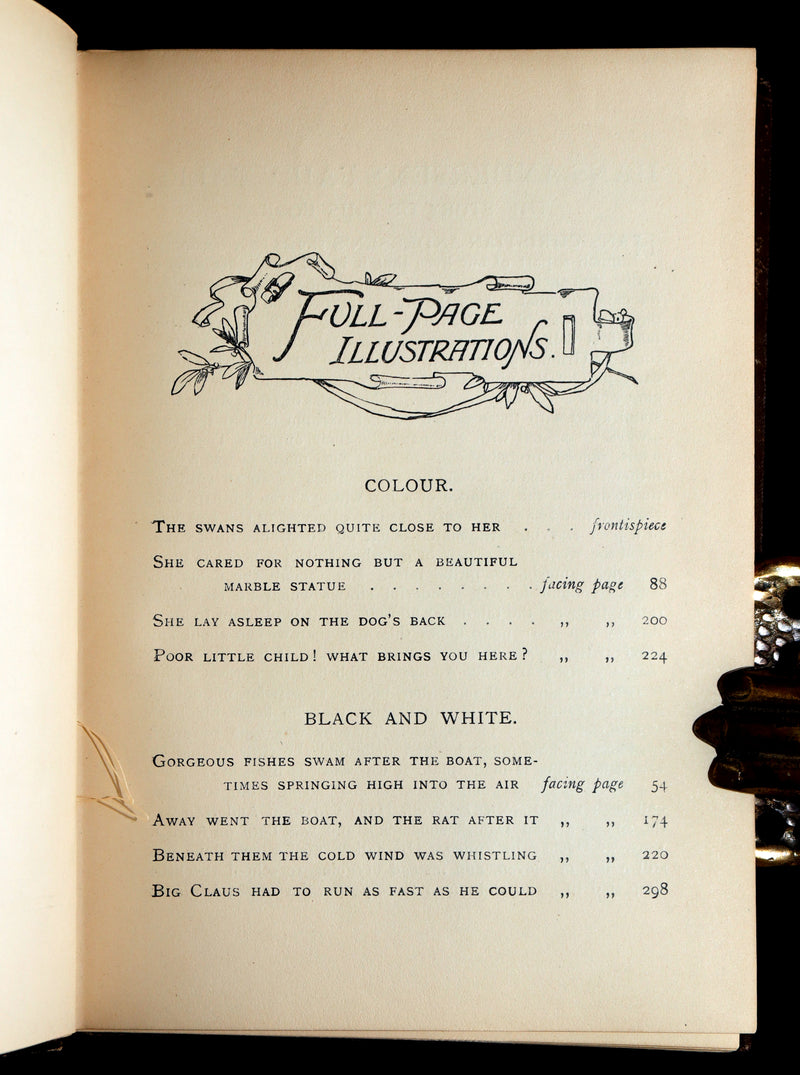 FULL-PAGE
ILLUSTRATIONS.
COLOUR.
THE SWANS ALIGHTED QUITE CLOSE TO HER . . . frontispiece
SHE CARED FOR NOTHING BUT A BEAUTIFUL
MARBLE STATUE . . . . . . . . facing page 88
SHE LAY ASLEEP ON THE DOG'S BACK . . . . ,, ,, 200
POOR LITTLE CHILD! WHAT BRINGS YOU HERE? ,, ,, 224
BLACK AND WHITE.
GORGEOUS FISHES SWAM AFTER THE BOAT, SOME-
TIMES SPRINGING HIGH INTO THE AIR facing page 54
AWAY WENT THE BOAT, AND THE RAT AFTER IT ,, ,, 174
BENEATH THEM THE COLD WIND WAS WHISTLING ,, ,, 220
BIG CLAUS HAD TO RUN AS FAST AS HE COULD ,, ,, 298